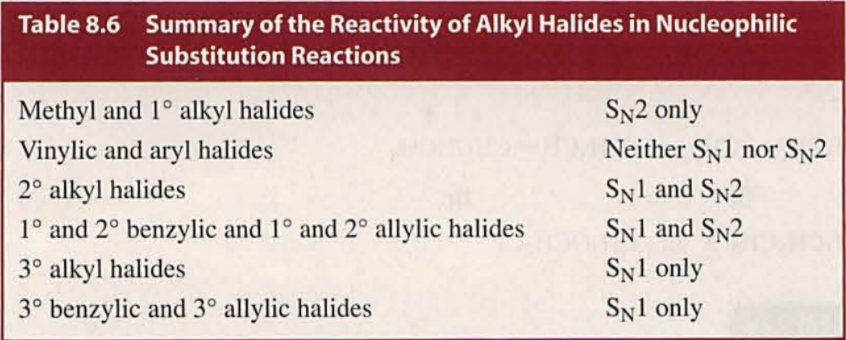 Table 8.6 Summary of the Reactivity of Alkyl Halides in Nucleophilic
Substitution Reactions
Methyl and 1° alkyl halides S_N2 only
Vinylic and aryl halides Neither S_N1 nor S_N2
2° alkyl halides S_N1 and S_N2
1° and 2° benzylic and 1° and 2° allylic halides S_N1 and S_N2
3° alkyl halides S_N1 only
3° benzylic and 3° allylic halides S_N1 only